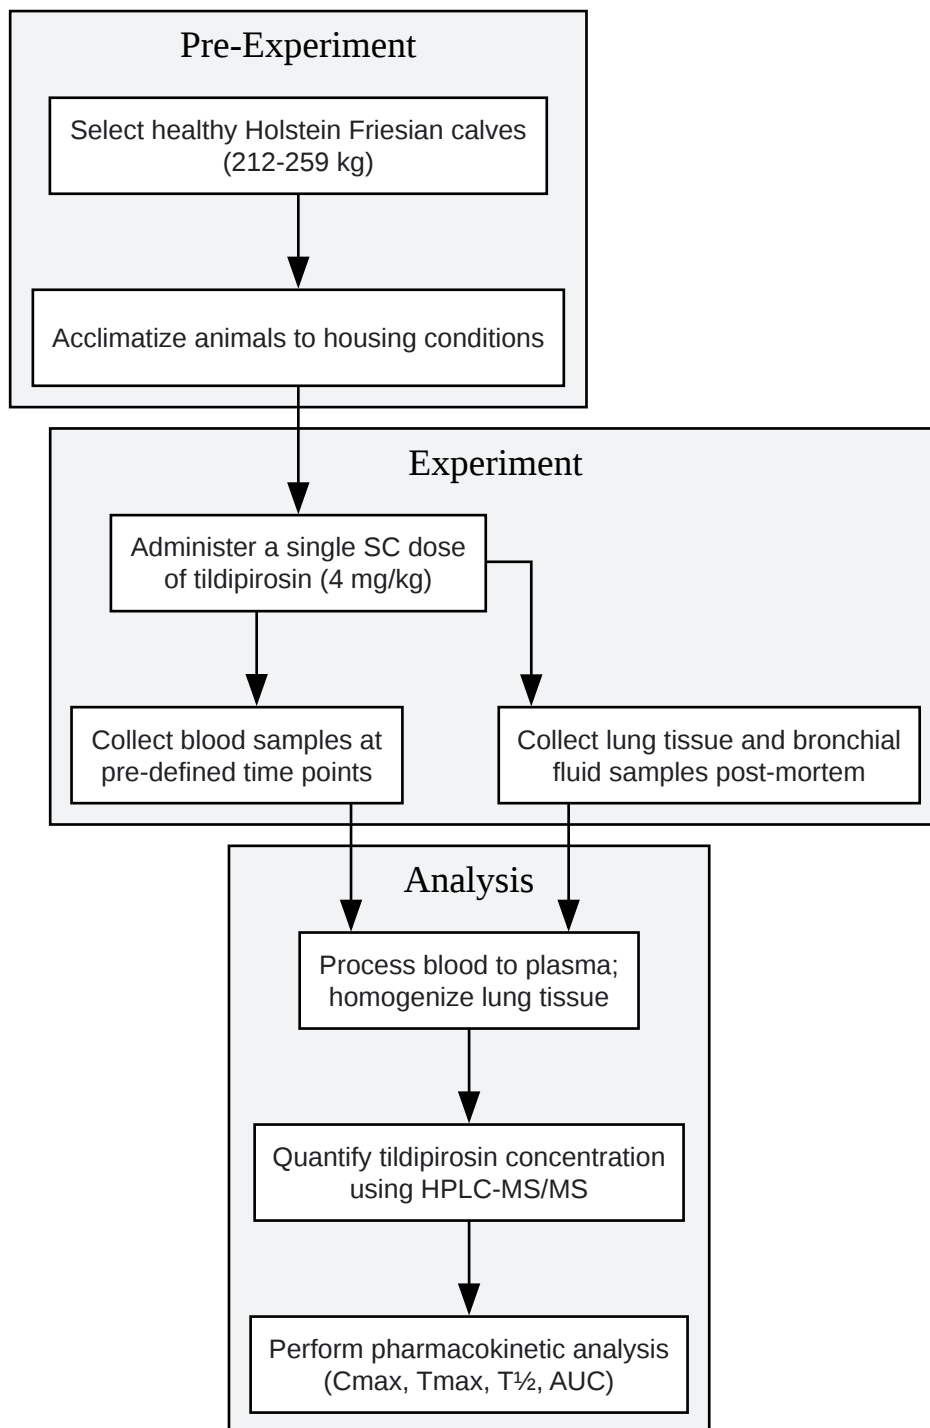 Pre-Experiment
Select healthy Holstein Friesian calves
(212-259 kg)
Acclimatize animals to housing conditions
Experiment
Administer a single SC dose
of tildipirosin (4 mg/kg)
Collect blood samples at
pre-defined time points
Collect lung tissue and bronchial
fluid samples post-mortem
Analysis
Process blood to plasma;
homogenize lung tissue
Quantify tildipirosin concentration
using HPLC-MS/MS
Perform pharmacokinetic analysis
(Cmax, Tmax, T½, AUC)